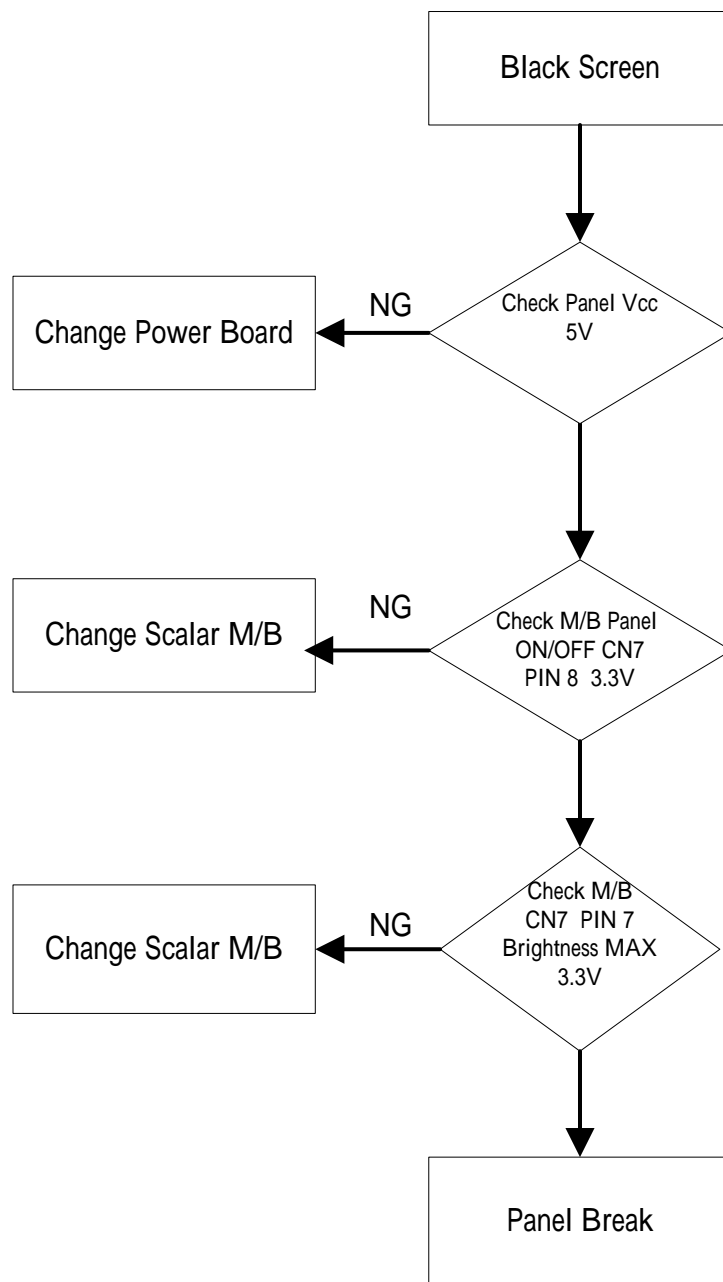 Black Screen
Check Panel Vcc
5V
NG
Change Power Board
Check M/B Panel
ON/OFF CN7
PIN 8 3.3V
NG
Change Scalar M/B
Check M/B
CN7 PIN 7
Brightness MAX
3.3V
NG
Change Scalar M/B
Panel Break